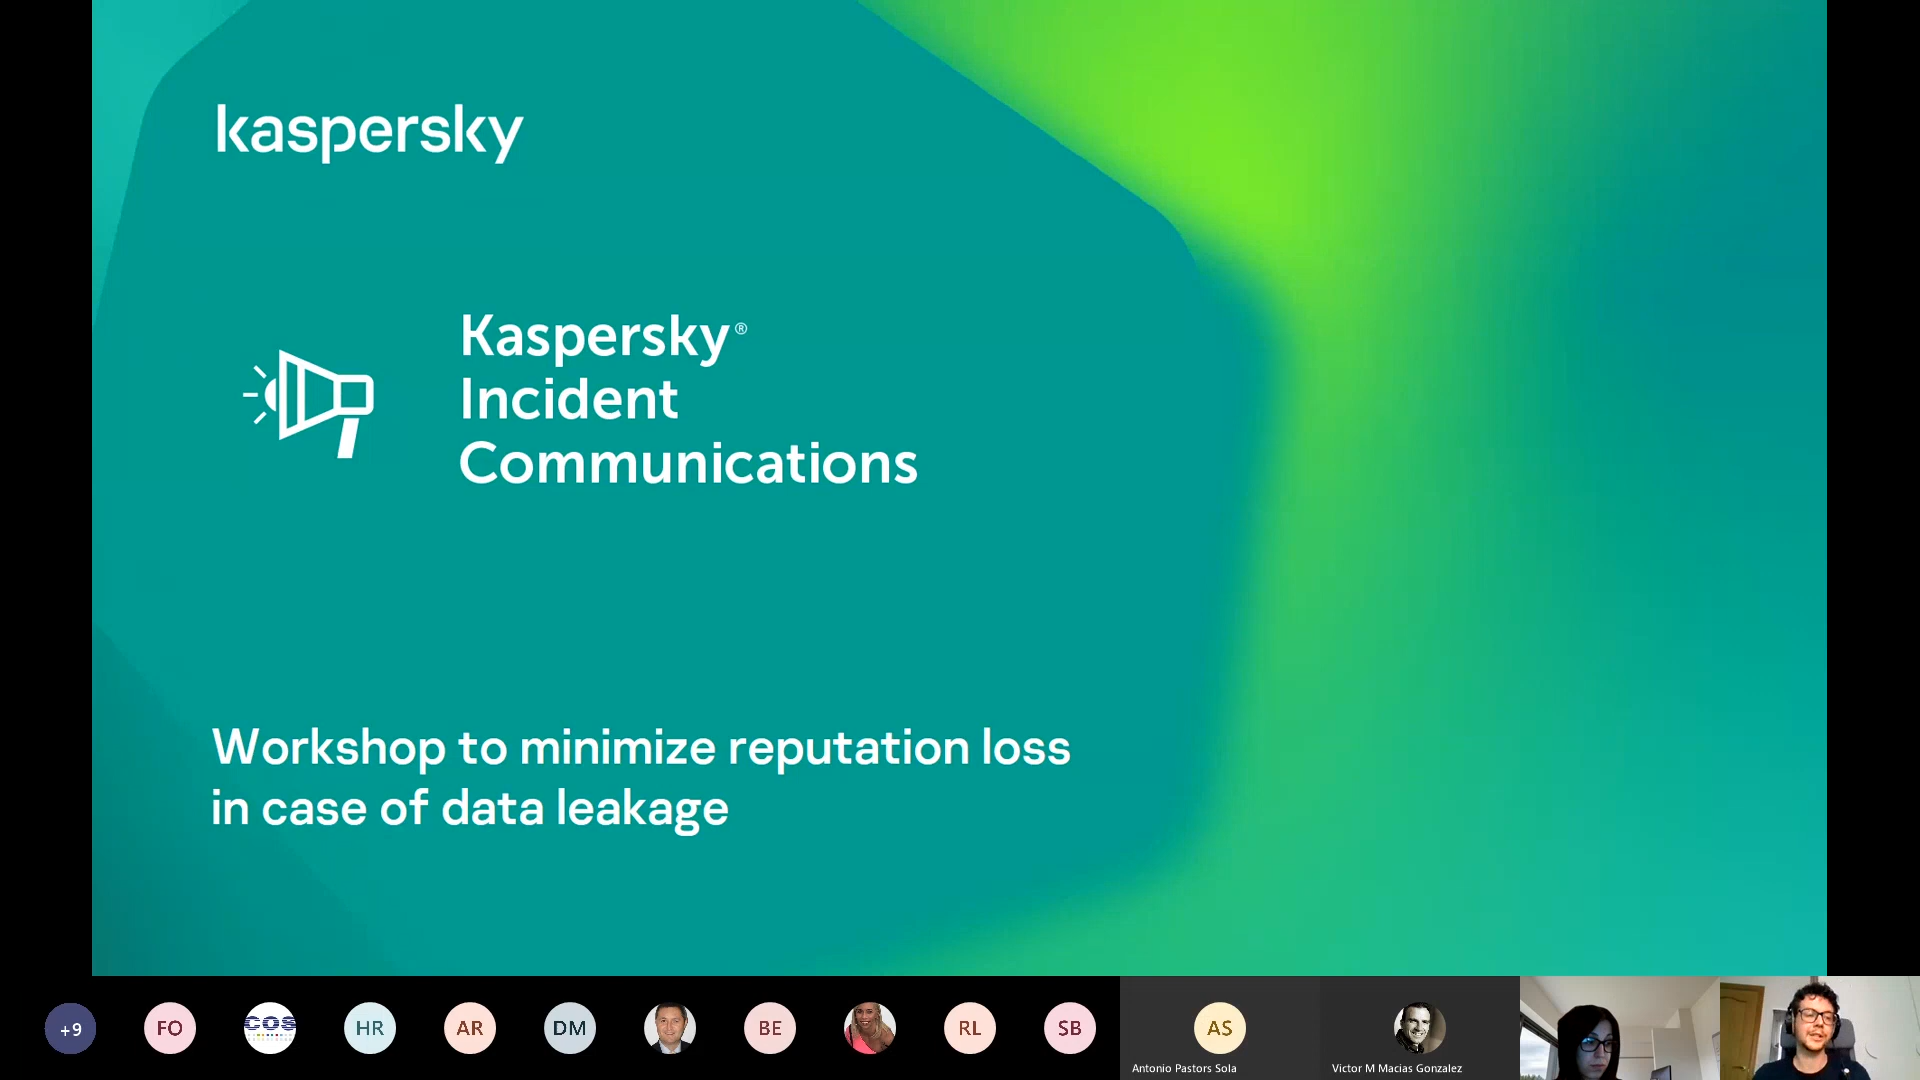 kaspersky
Kaspersky®
Incident
Communications
Workshop to minimize reputation loss
in case of data leakage
+9
FO
cos
HR
AR
DM
BE
RL
SB
AS
Antonio Pastors Sola
Victor M Macias Gonzalez